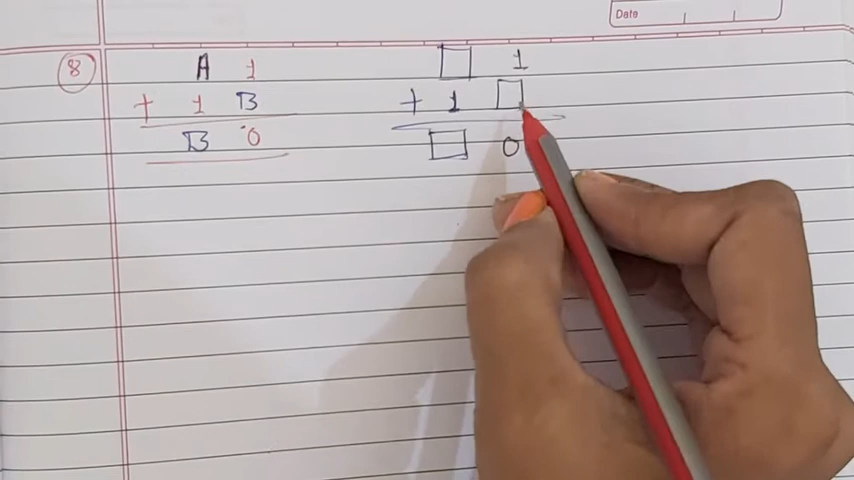 Date
8 A 1 □ 1
+ 1 B + 1 □
B 0 □ 0